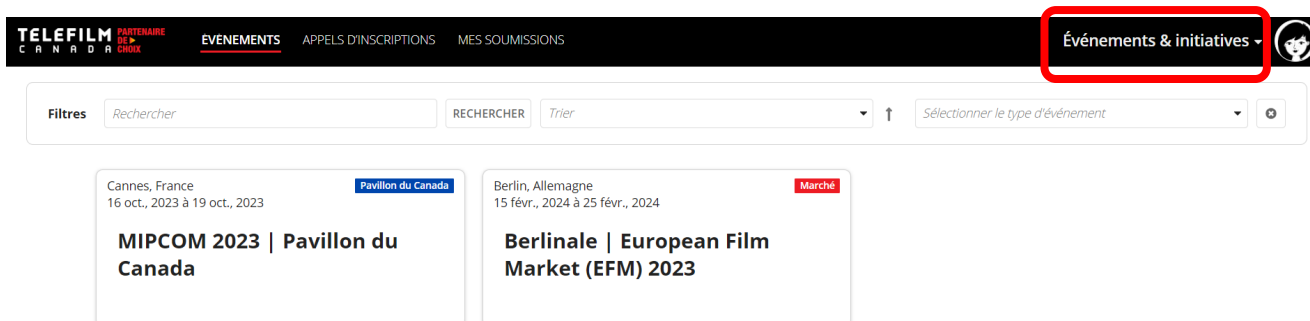 TELEFILM PARTENAIRE
CANADA DE
CHOIX
ÉVÉNEMENTS APPELS D'INSCRIPTIONS MES SOUMISSIONS Événements & initiatives
Filtres Rechercher RECHERCHER Trier Sélectionner le type d'événement
Cannes, France Pavillon du Canada
16 oct., 2023 à 19 oct., 2023
MIPCOM 2023 | Pavillon du
Canada
Berlin, Allemagne Marché
15 févr., 2024 à 25 févr., 2024
Berlinale | European Film
Market (EFM) 2023